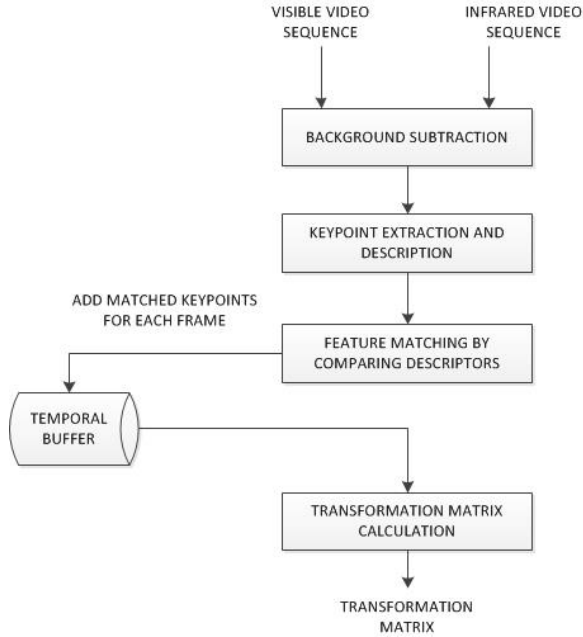 VISIBLE VIDEO
SEQUENCE
INFRARED VIDEO
SEQUENCE
BACKGROUND SUBTRACTION
KEYPOINT EXTRACTION AND
DESCRIPTION
ADD MATCHED KEYPOINTS
FOR EACH FRAME
FEATURE MATCHING BY
COMPARING DESCRIPTORS
TEMPORAL
BUFFER
TRANSFORMATION MATRIX
CALCULATION
TRANSFORMATION
MATRIX